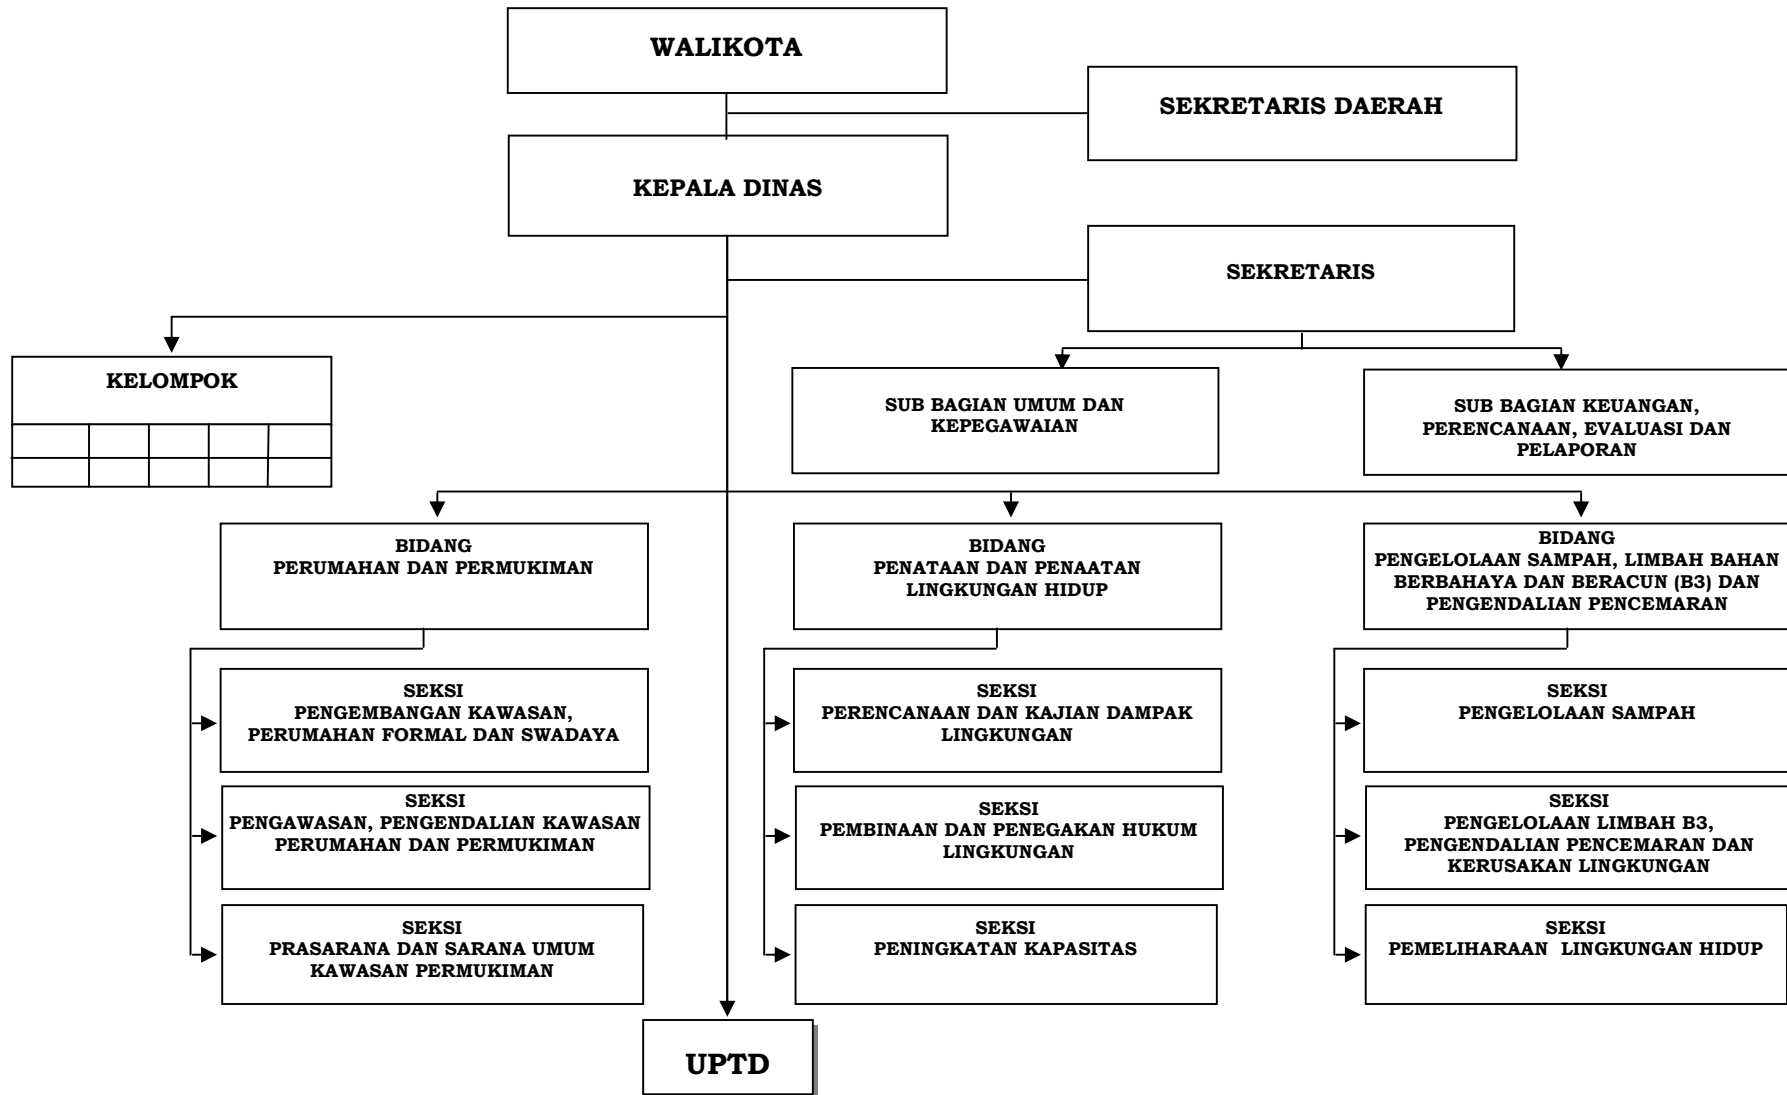 WALIKOTA
SEKRETARIS DAERAH
KEPALA DINAS
SEKRETARIS
KELOMPOK
SUB BAGIAN UMUM DAN
KEPEGAWAIAN
SUB BAGIAN KEUANGAN,
PERENCANAAN, EVALUASI DAN
PELAPORAN
BIDANG
PERUMAHAN DAN PERMUKIMAN
BIDANG
PENATAAN DAN PENAATAN
LINGKUNGAN HIDUP
BIDANG
PENGELOLAAN SAMPAH, LIMBAH BAHAN
BERBAHAYA DAN BERACUN (B3) DAN
PENGENDALIAN PENCEMARAN
SEKSI
PENGEMBANGAN KAWASAN,
PERUMAHAN FORMAL DAN SWADAYA
SEKSI
PERENCANAAN DAN KAJIAN DAMPAK
LINGKUNGAN
SEKSI
PENGELOLAAN SAMPAH
SEKSI
PENGAWASAN, PENGENDALIAN KAWASAN
PERUMAHAN DAN PERMUKIMAN
SEKSI
PEMBINAAN DAN PENEGAKAN HUKUM
LINGKUNGAN
SEKSI
PENGELOLAAN LIMBAH B3,
PENGENDALIAN PENCEMARAN DAN
KERUSAKAN LINGKUNGAN
SEKSI
PRASARANA DAN SARANA UMUM
KAWASAN PERMUKIMAN
SEKSI
PENINGKATAN KAPASITAS
SEKSI
PEMELIHARAAN  LINGKUNGAN HIDUP
UPTD